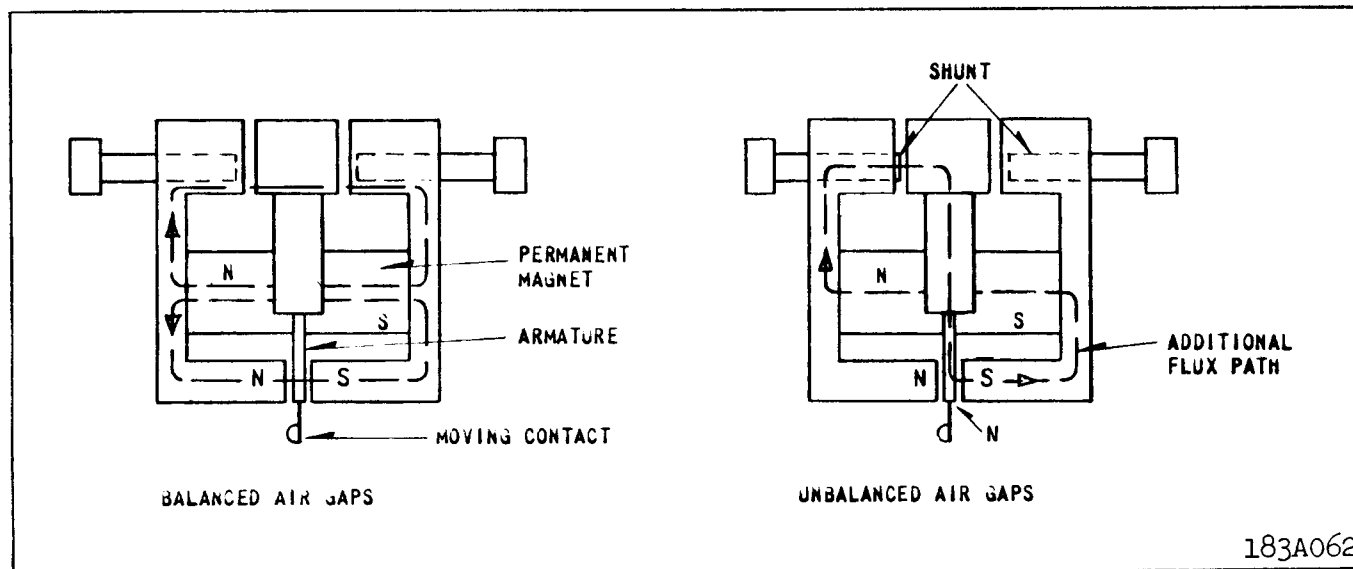 SHUNT
N
S
PERMANENT
MAGNET
ARMATURE
N S
MOVING CONTACT
BALANCED AIR GAPS
N
S
ADDITIONAL
FLUX PATH
N S
N
UNBALANCED AIR GAPS
183A062